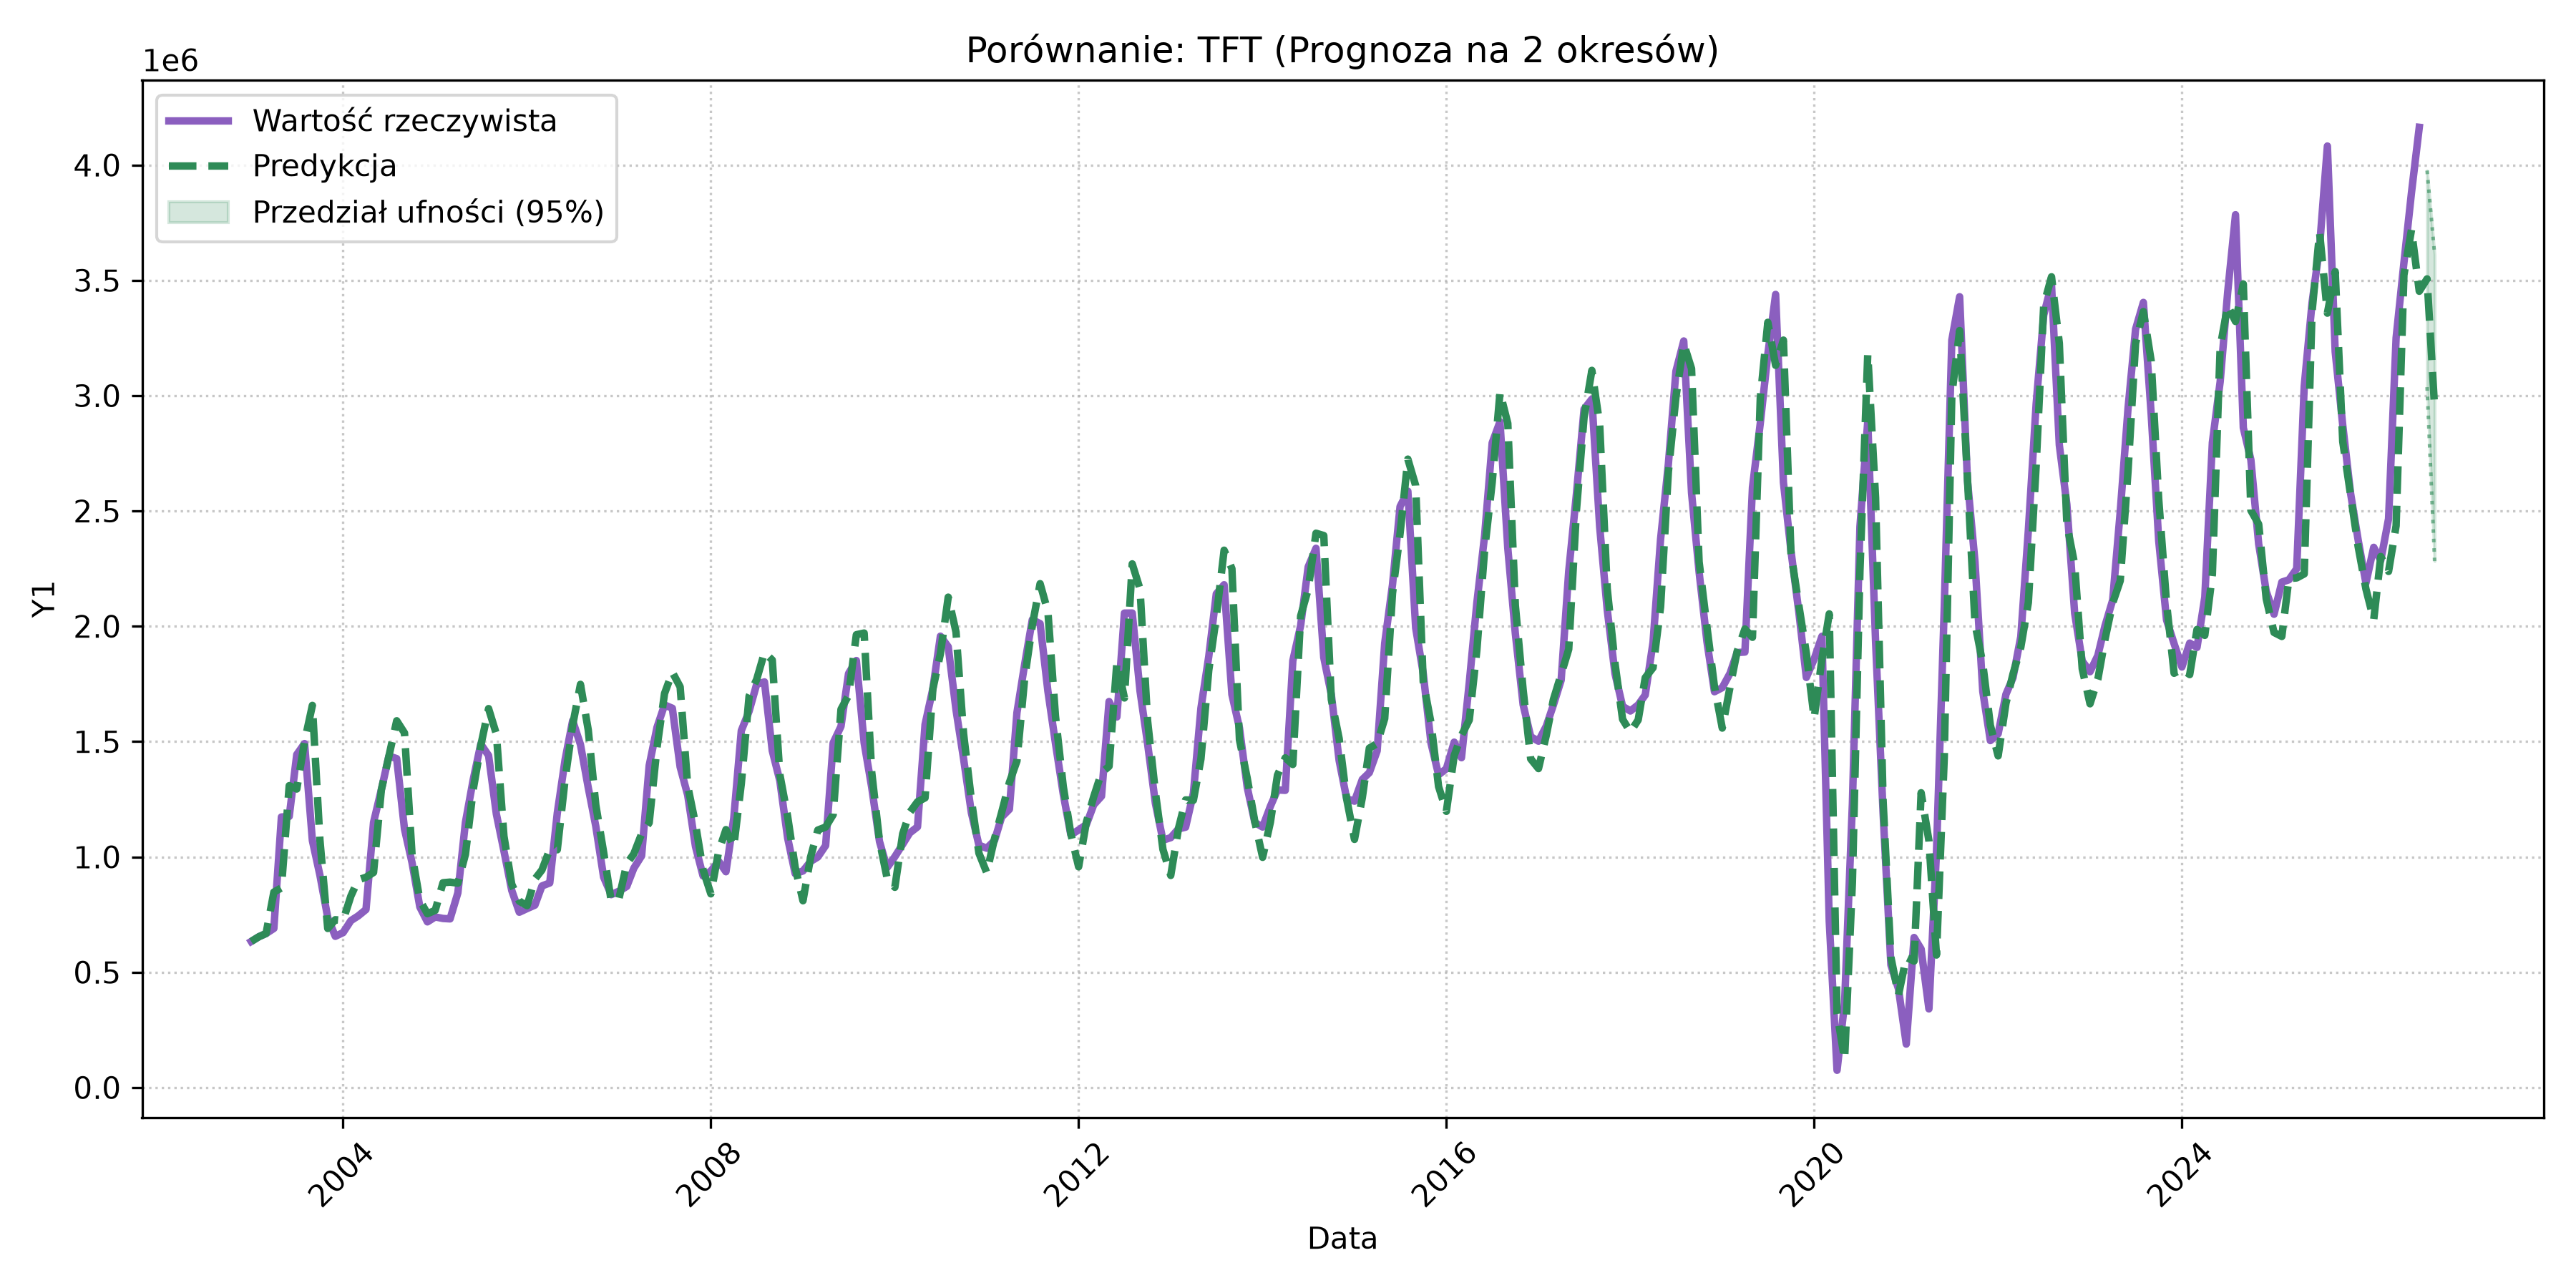 Porównanie: TFT (Prognoza na 2 okresów)
1e6
Wartość rzeczywista
Predykcja
Przedział ufności (95%)
4.0
3.5
3.0
2.5
2.0
1.5
1.0
0.5
0.0
Y1
2004
2008
2012
2016
2020
2024
Data